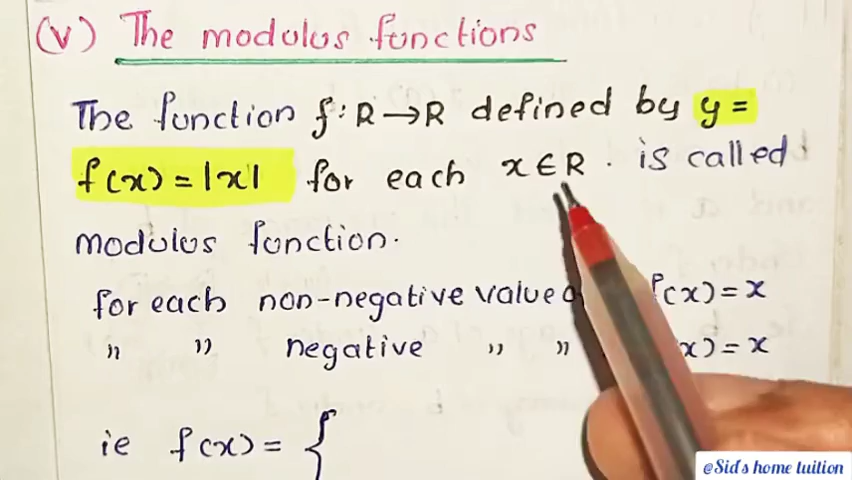 (v) The modulus functions
The function f:R→R defined by y=
f(x)=|x| for each x∈R. is called
modulus function.
for each non-negative value f(x)=x
" " negative " " x)=x
ie f(x)= {
@Sid's home tuition